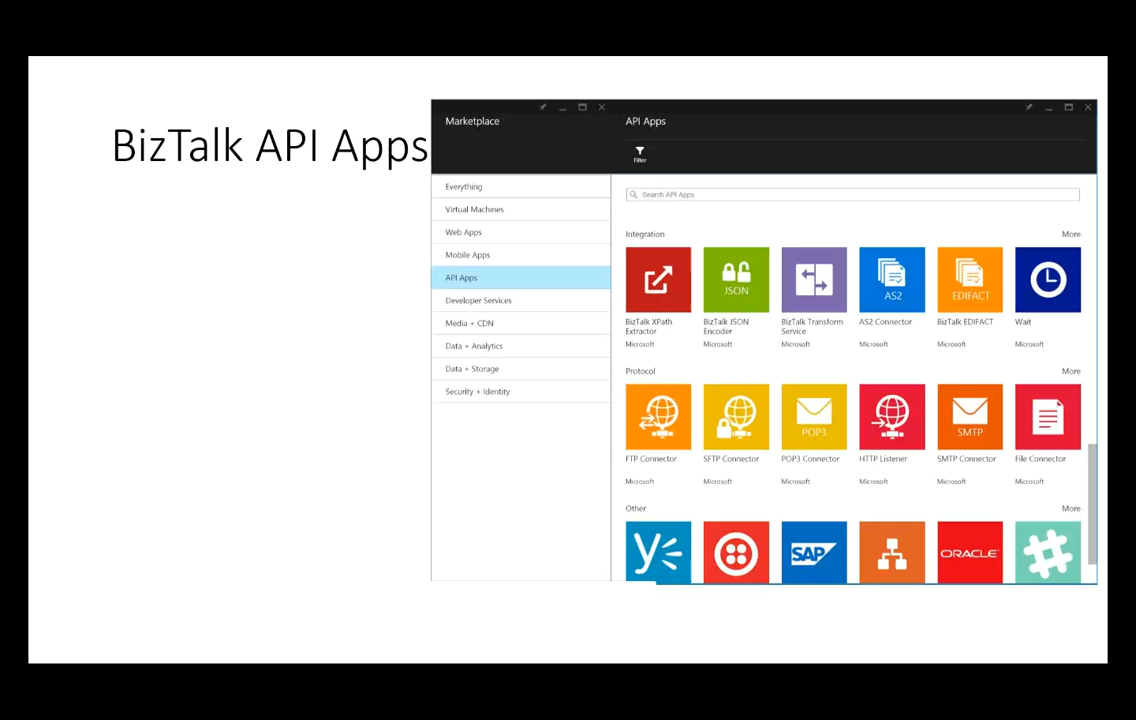 BizTalk API Apps
Marketplace
Everything
Virtual Machines
Web Apps
Mobile Apps
API Apps
Developer Services
Media + CDN
Data + Analytics
Data + Storage
Security + Identity
API Apps
Filter
Search API Apps
Integration More
JSON AS2 EDIFACT
BizTalk XPath BizTalk JSON BizTalk Transform AS2 Connector BizTalk EDIFACT Wait
Extractor Encoder Service
Microsoft Microsoft Microsoft Microsoft Microsoft Microsoft
Protocol More
POP3 SMTP
FTP Connector SFTP Connector POP3 Connector HTTP Listener SMTP Connector File Connector
Microsoft Microsoft Microsoft Microsoft Microsoft Microsoft
Other More
SAP ORACLE